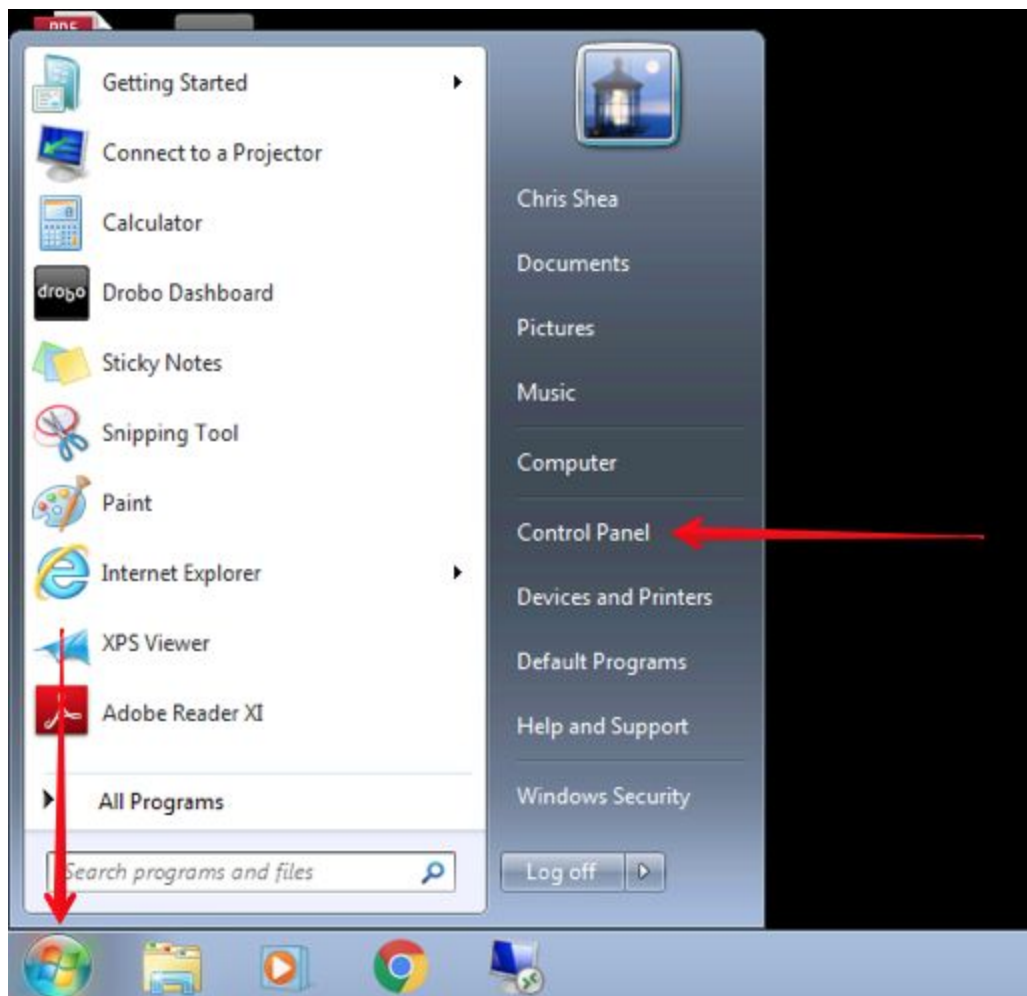 PDF
Getting Started
Connect to a Projector
Calculator
drobo
Drobo Dashboard
Sticky Notes
Snipping Tool
Paint
Internet Explorer
XPS Viewer
Adobe Reader XI
All Programs
Search programs and files
Chris Shea
Documents
Pictures
Music
Computer
Control Panel
Devices and Printers
Default Programs
Help and Support
Windows Security
Log off